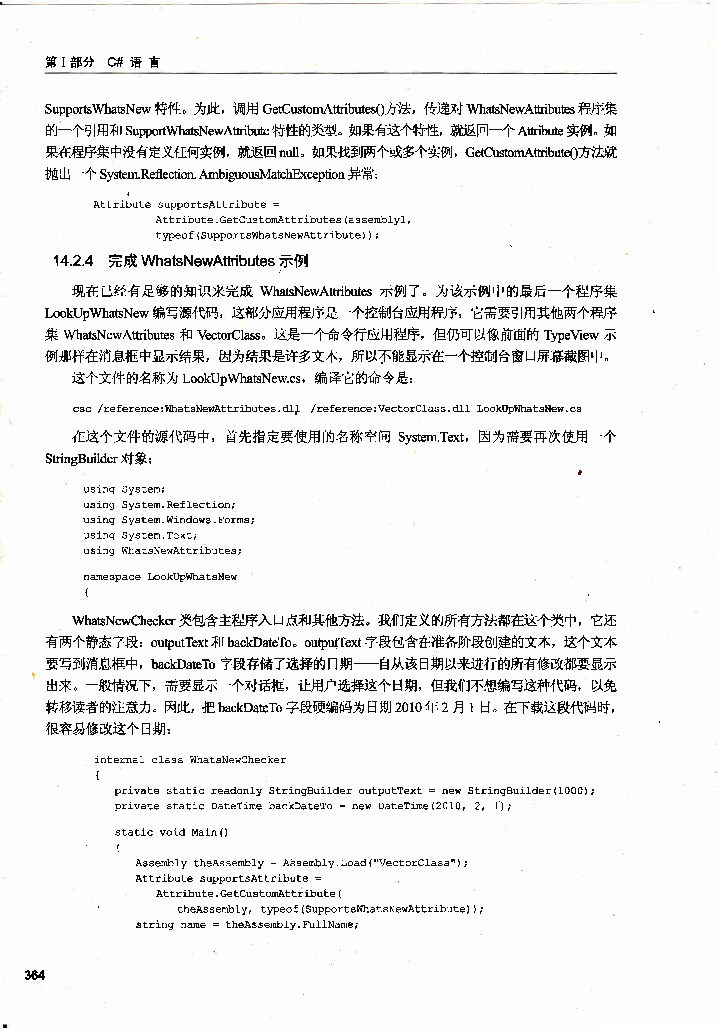 第 I 部分 C# 语 言
SupportsWhatsNew 特性。为此，调用 GetCustomAttributes()方法，传递对 WhatsNewAttributes 程序集
的一个引用和 SupportWhatsNewAttribute 特性的类型。如果有这个特性，就返回一个 Attribute 实例。如
果在程序集中没有定义任何实例，就返回 null。如果找到两个或多个实例，GetCustomAttribute()方法就
抛出一个 System.Reflection. AmbiguousMatchException 异常：
Attribute supportsAttribute =
Attribute.GetCustomAttributes(assembly1,
typeof(SupportsWhatsNewAttribute));
14.2.4 完成 WhatsNewAttributes 示例
现在已经有足够的知识来完成 WhatsNewAttributes 示例了。为该示例中的最后一个程序集
LookUpWhatsNew 编写源代码，这部分应用程序是一个控制台应用程序，它需要引用其他两个程序
集 WhatsNewAttributes 和 VectorClass。这是一个命令行应用程序，但仍可以像前面的 TypeView 示
例那样在消息框中显示结果，因为结果是许多文本，所以不能显示在一个控制台窗口屏幕截图中。
这个文件的名称为 LookUpWhatsNew.cs，编译它的命令是：
csc /reference:WhatsNewAttributes.dll /reference:VectorClass.dll LookUpWhatsNew.cs
在这个文件的源代码中，首先指定要使用的名称空间 System.Text，因为需要再次使用一个
StringBuilder 对象：
using System;
using System.Reflection;
using System.Windows.Forms;
using System.Text;
using WhatsNewAttributes;
namespace LookUpWhatsNew
{
WhatsNewChecker 类包含主程序入口点和其他方法。我们定义的所有方法都在这个类中，它还
有两个静态字段：outputText 和 backDateTo。outputText 字段包含在准备阶段创建的文本，这个文本
要写到消息框中，backDateTo 字段存储了选择的日期——自从该日期以来进行的所有修改都要显示
出来。一般情况下，需要显示一个对话框，让用户选择这个日期，但我们不想编写这种代码，以免
转移读者的注意力。因此，把 backDateTo 字段硬编码为日期 2010 年 2 月 1 日。在下载这段代码时，
很容易修改这个日期：
internal class WhatsNewChecker
{
private static readonly StringBuilder outputText = new StringBuilder(1000);
private static DateTime backDateTo = new DateTime(2010, 2, 1);
static void Main()
{
Assembly theAssembly = Assembly.Load("VectorClass");
Attribute supportsAttribute =
Attribute.GetCustomAttribute(
theAssembly, typeof(SupportsWhatsNewAttribute));
string name = theAssembly.FullName;
364